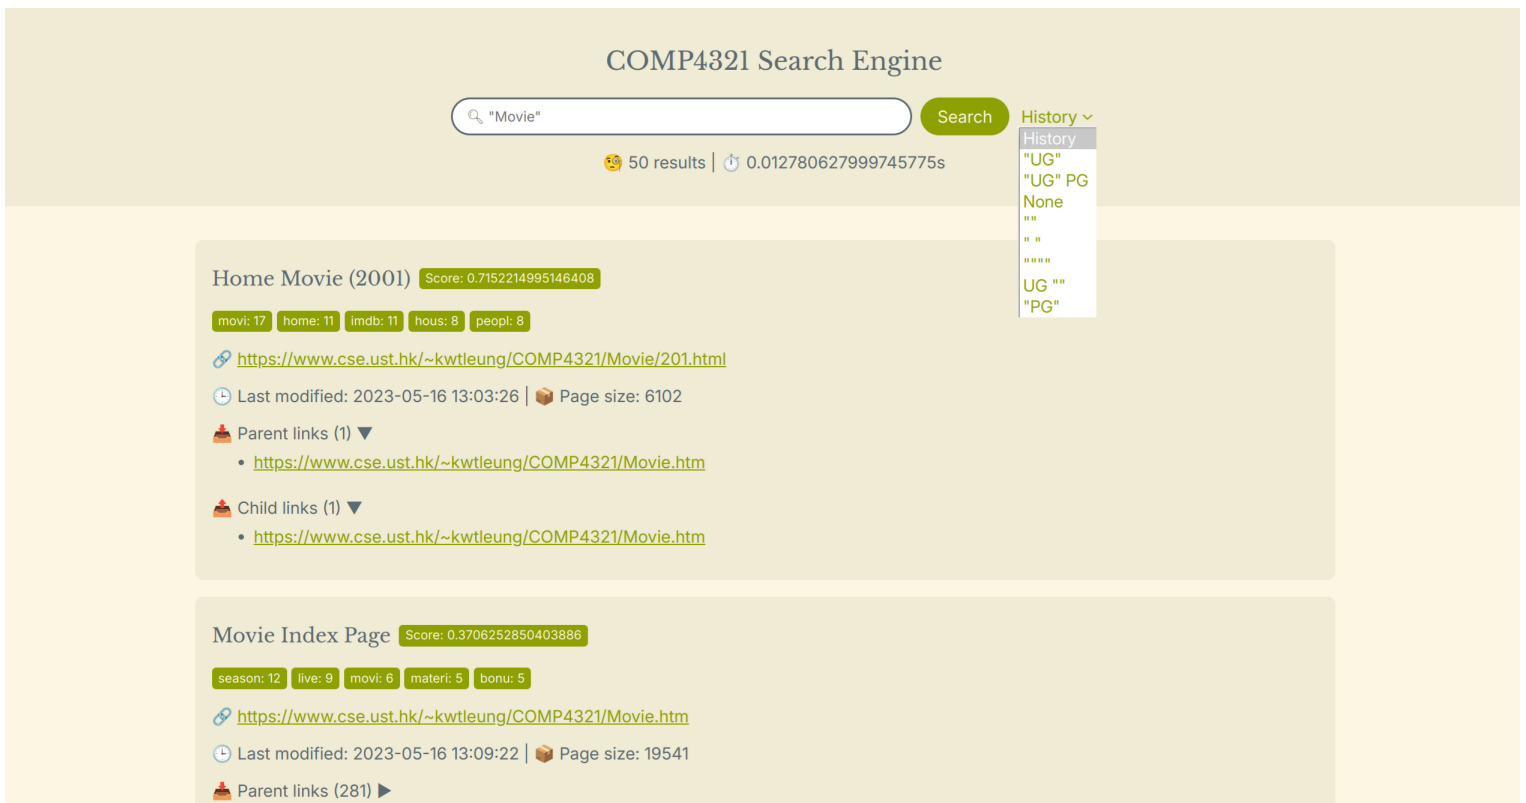 COMP4321 Search Engine
🔍 "Movie" Search History
🧐 50 results | ⏱️ 0.012780627999745775s
History
"UG"
"UG" PG
None
""
" "
""""
UG ""
"PG"
Home Movie (2001) Score: 0.7152214995146408
movi: 17 home: 11 imdb: 11 hous: 8 peopl: 8
🔗 https://www.cse.ust.hk/~kwtleung/COMP4321/Movie/201.html
🕒 Last modified: 2023-05-16 13:03:26 | 📦 Page size: 6102
📥 Parent links (1) ▼
• https://www.cse.ust.hk/~kwtleung/COMP4321/Movie.htm
📤 Child links (1) ▼
• https://www.cse.ust.hk/~kwtleung/COMP4321/Movie.htm
Movie Index Page Score: 0.3706252850403886
season: 12 live: 9 movi: 6 materi: 5 bonu: 5
🔗 https://www.cse.ust.hk/~kwtleung/COMP4321/Movie.htm
🕒 Last modified: 2023-05-16 13:09:22 | 📦 Page size: 19541
📥 Parent links (281) ▶